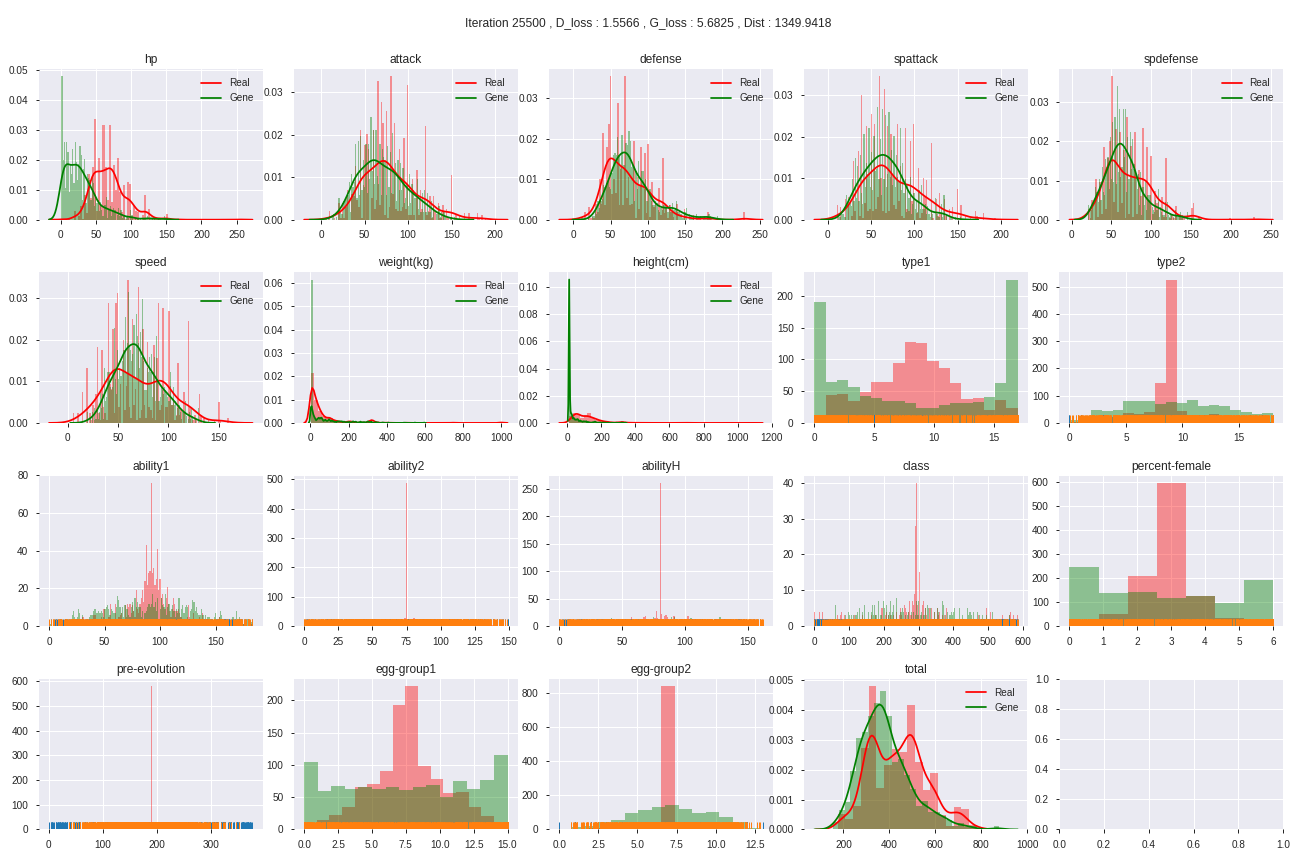 Iteration 25500 , D_loss : 1.5566 , G_loss : 5.6825 , Dist : 1349.9418
hp
attack
defense
spattack
spdefense
0.05
0.04
0.03
0.02
0.01
0.00
Real
Gene
0 50 100 150 200 250
0.03
0.02
0.01
0.00
Real
Gene
0 50 100 150 200
0.03
0.02
0.01
0.00
Real
Gene
0 50 100 150 200 250
0.03
0.02
0.01
0.00
Real
Gene
0 50 100 150 200
0.03
0.02
0.01
0.00
Real
Gene
0 50 100 150 200 250
speed
weight(kg)
height(cm)
type1
type2
0.03
0.02
0.01
0.00
Real
Gene
0 50 100 150
0.06
0.05
0.04
0.03
0.02
0.01
0.00
Real
Gene
0 200 400 600 800 1000
0.10
0.08
0.06
0.04
0.02
0.00
Real
Gene
0 200 400 600 800 1000 1200
200
150
100
50
0
0 5 10 15
500
400
300
200
100
0
0 5 10 15
ability1
ability2
abilityH
class
percent-female
80
60
40
20
0
0 50 100 150
500
400
300
200
100
0
0 25 50 75 100 125 150
250
200
150
100
50
0
0 50 100 150
40
30
20
10
0
0 100 200 300 400 500 600
600
500
400
300
200
100
0
0 1 2 3 4 5 6
pre-evolution
egg-group1
egg-group2
total
600
500
400
300
200
100
0
0 100 200 300
200
150
100
50
0
0.0 2.5 5.0 7.5 10.0 12.5 15.0
800
600
400
200
0
0.0 2.5 5.0 7.5 10.0 12.5
0.005
0.004
0.003
0.002
0.001
0.000
Real
Gene
200 400 600 800 1000
1.0
0.8
0.6
0.4
0.2
0.0
0.0 0.2 0.4 0.6 0.8 1.0